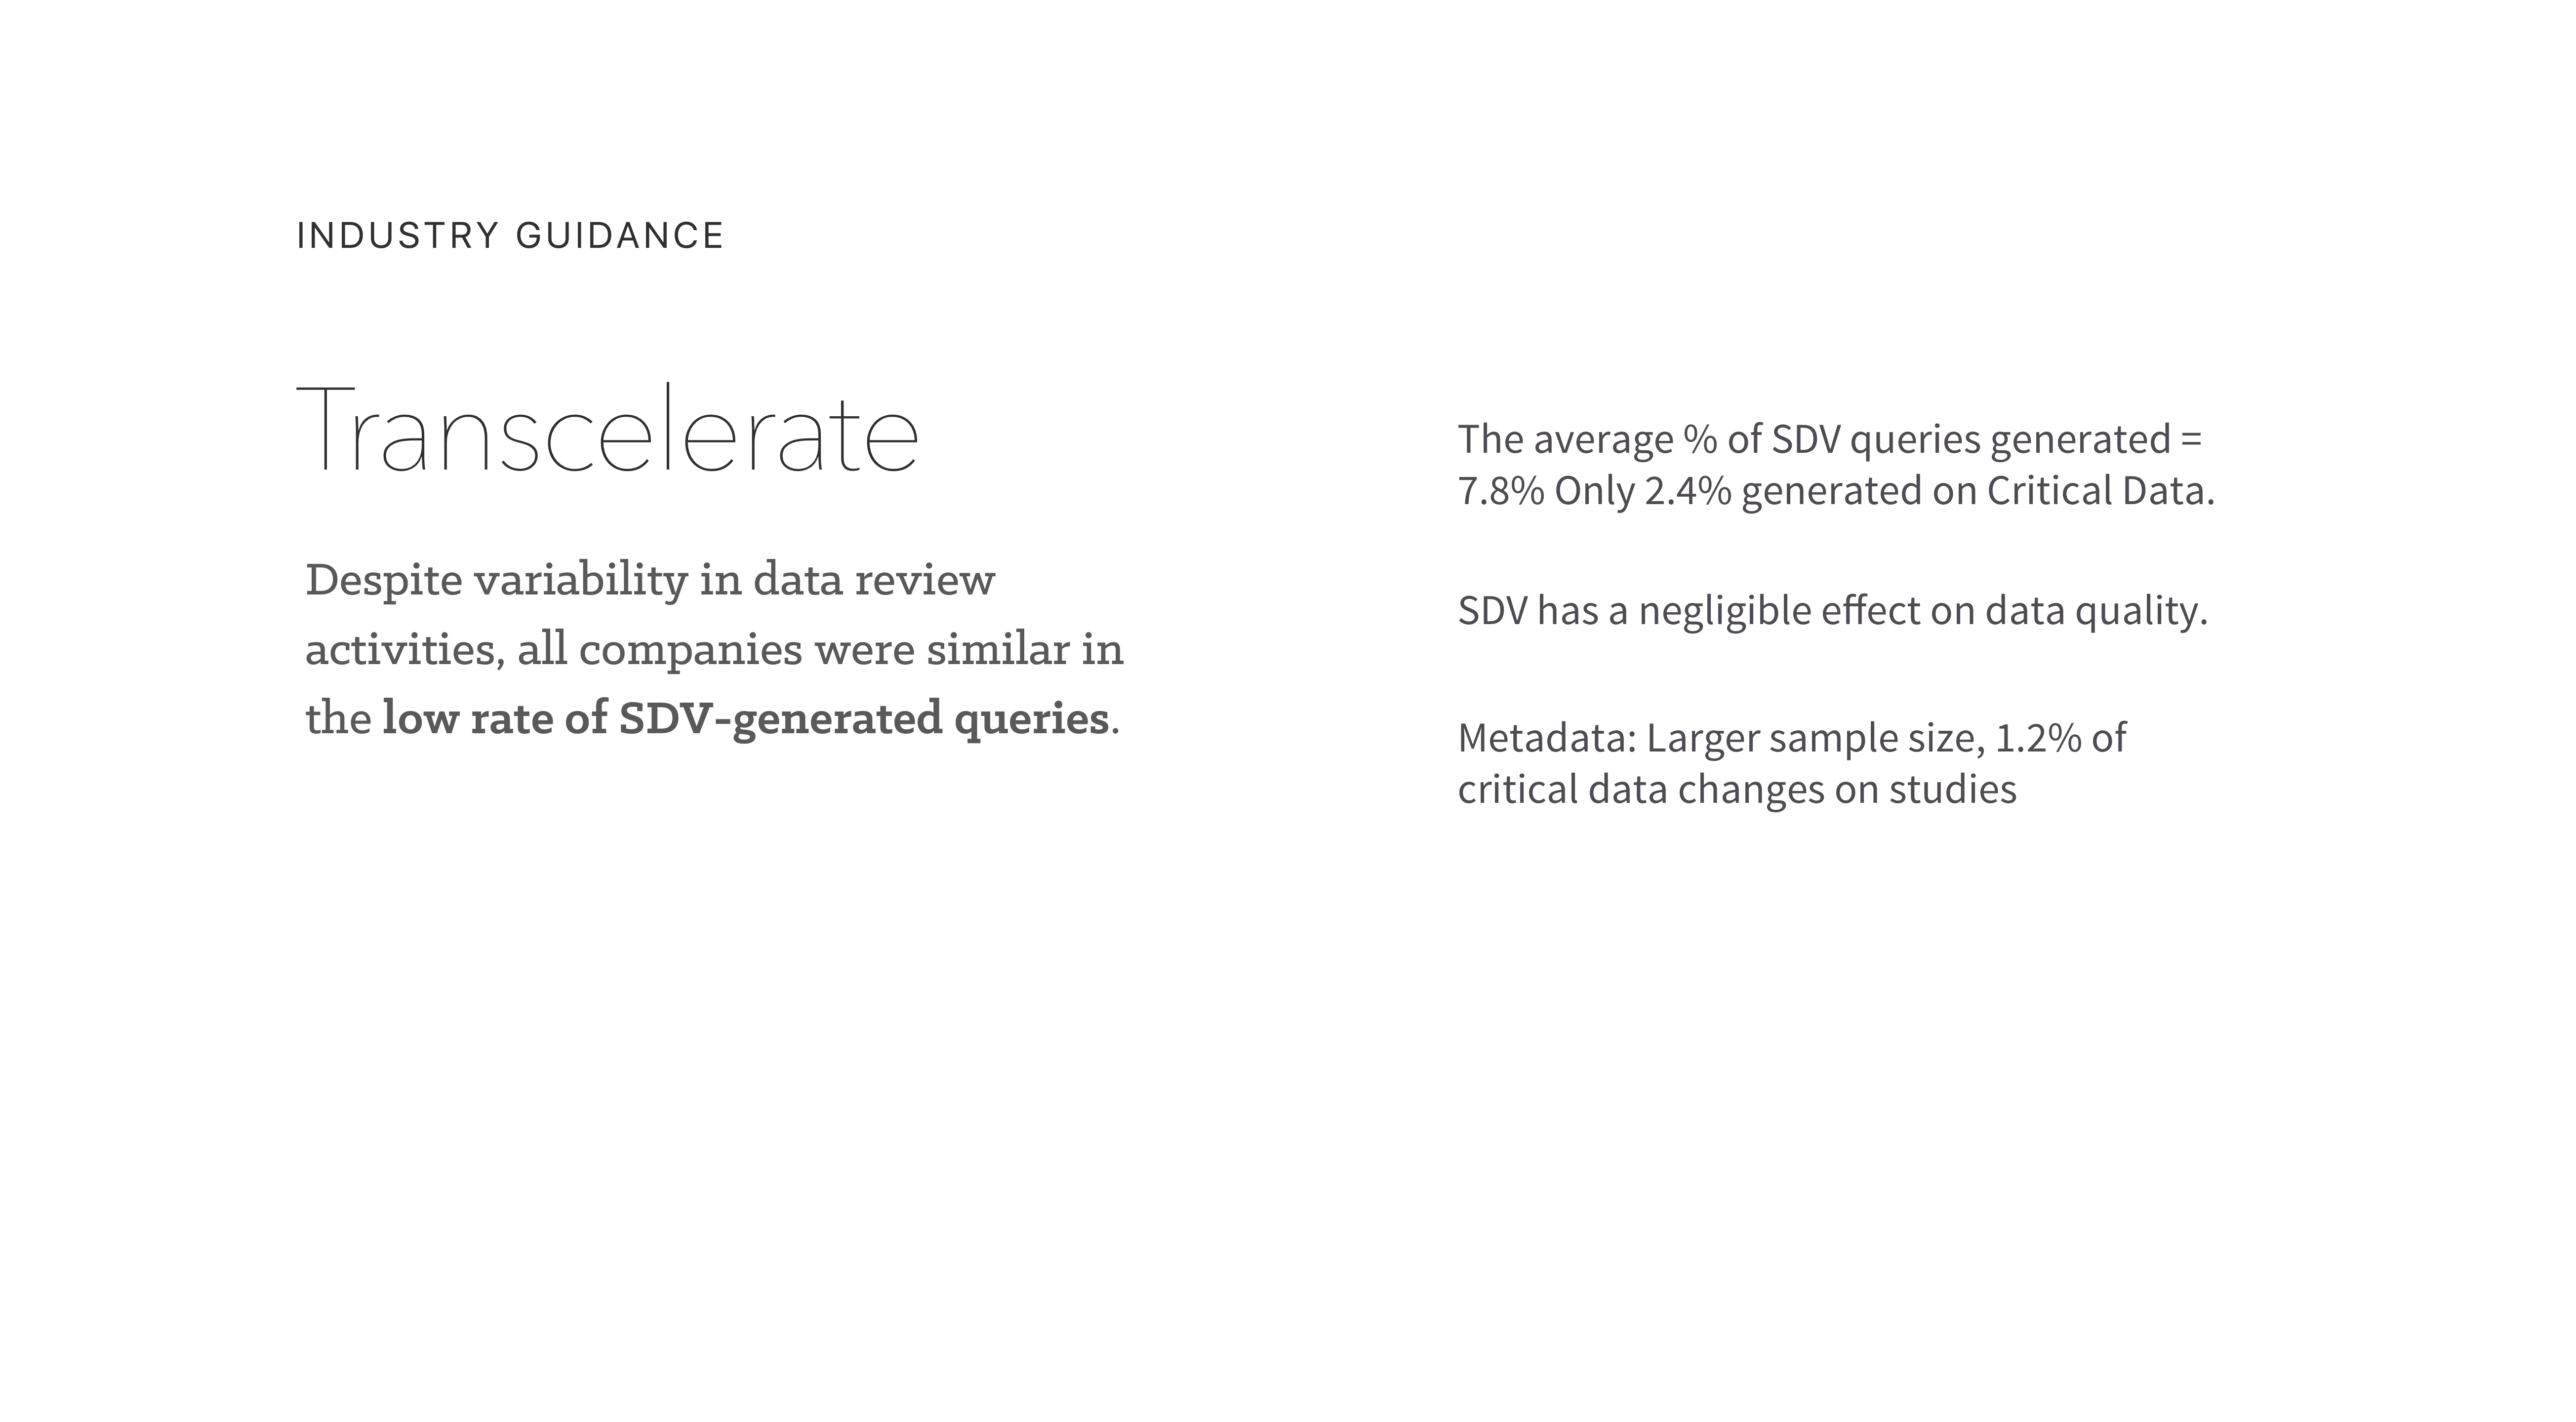 INDUSTRY GUIDANCE
Transcelerate
Despite variability in data review
activities, all companies were similar in
the low rate of SDV-generated queries.
The average % of SDV queries generated =
7.8% Only 2.4% generated on Critical Data.
SDV has a negligible effect on data quality.
Metadata: Larger sample size, 1.2% of
critical data changes on studies